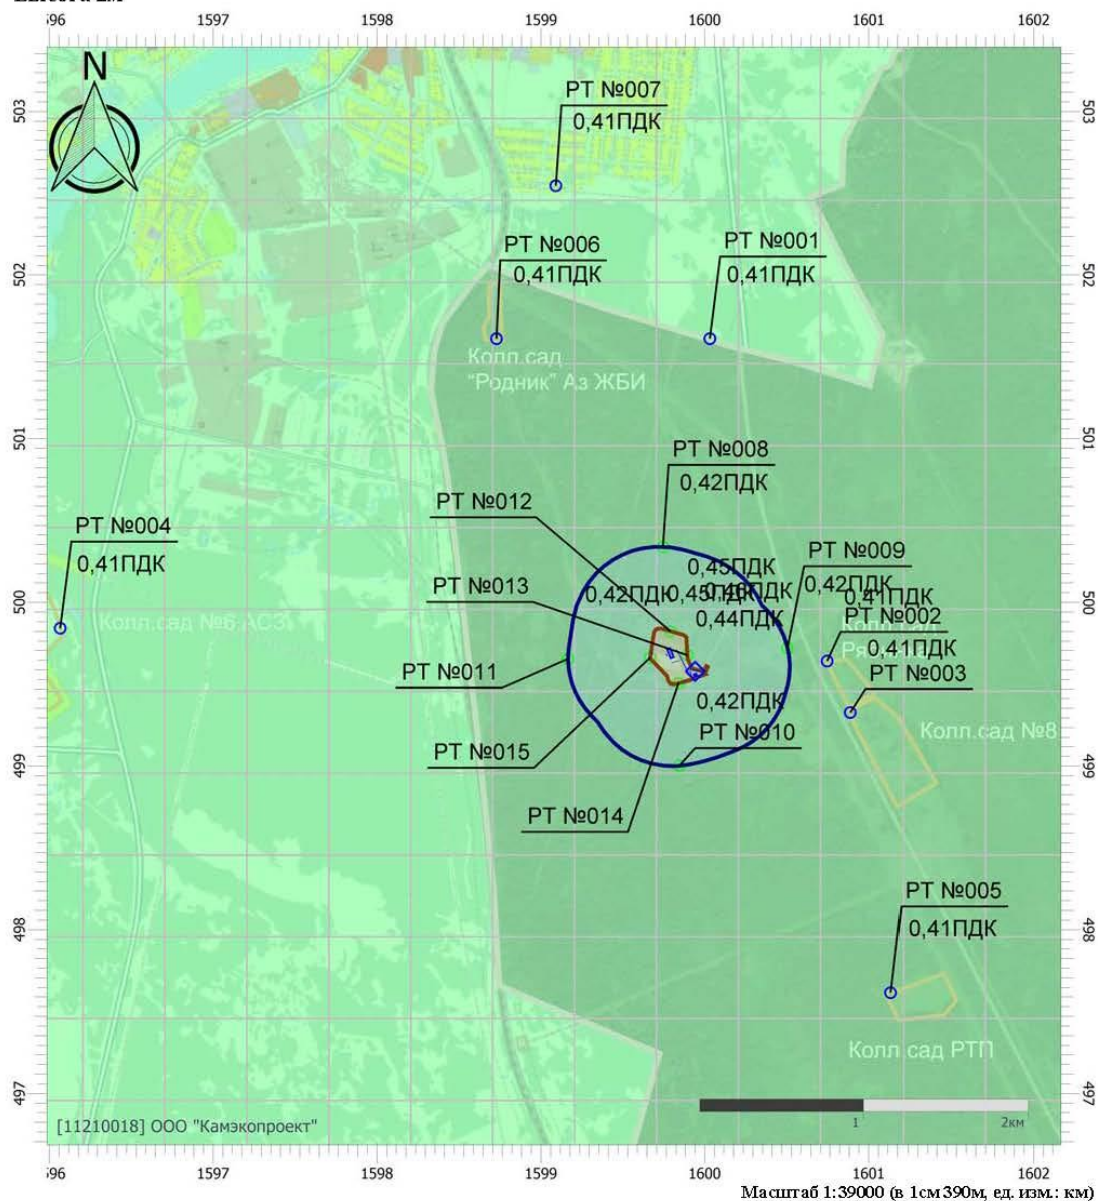 596 1597 1598 1599 1600 1601 1602
N
503 503
РТ №007
0,41ПДК
РТ №006
0,41ПДК
РТ №001
0,41ПДК
502 502
Колл.сад
"Родник" Аз ЖБИ
501 501
РТ №008
0,42ПДК
РТ №012
РТ №004
0,41ПДК
РТ №009
0,42ПДК
0,45ПДК
РТ №013
0,42ПДК
0,45ПДК
0,41ПДК
500 500
0,44ПДК
РТ №002
0,41ПДК
Колл.сад №6 АСЗ
РТ №011
РТ №003
0,42ПДК
Колл.сад №8
РТ №010
РТ №015
499 499
РТ №014
РТ №005
0,41ПДК
498 498
Колл.сад РТП
497 497
[11210018] ООО "Камэкопроект"
1 2км
596 1597 1598 1599 1600 1601 1602
Масштаб 1:39000 (в 1см 390м, ед. изм.: км)